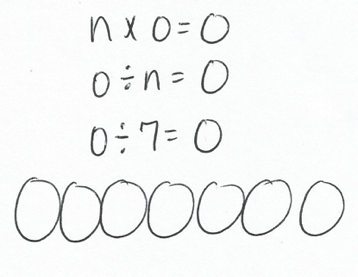 n x 0 = 0
0 ÷ n = 0
0 ÷ 7 = 0